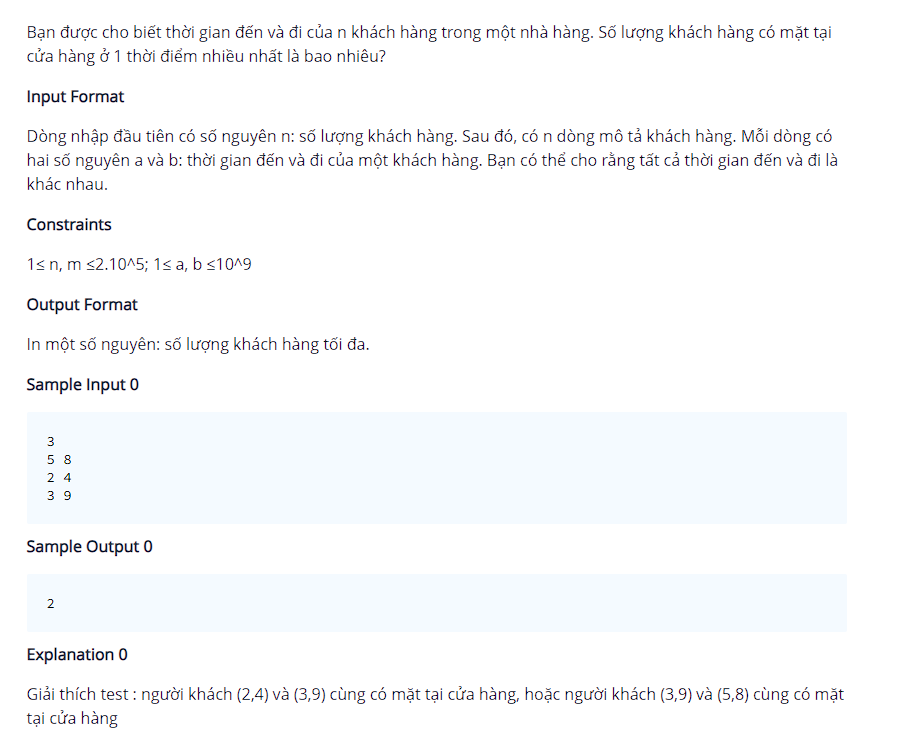 Bạn được cho biết thời gian đến và đi của n khách hàng trong một nhà hàng. Số lượng khách hàng có mặt tại
cửa hàng ở 1 thời điểm nhiều nhất là bao nhiêu?
Input Format
Dòng nhập đầu tiên có số nguyên n: số lượng khách hàng. Sau đó, có n dòng mô tả khách hàng. Mỗi dòng có
hai số nguyên a và b: thời gian đến và đi của một khách hàng. Bạn có thể cho rằng tất cả thời gian đến và đi là
khác nhau.
Constraints
1≤ n, m ≤2.10^5; 1≤ a, b ≤10^9
Output Format
In một số nguyên: số lượng khách hàng tối đa.
Sample Input 0
3
5 8
2 4
3 9
Sample Output 0
2
Explanation 0
Giải thích test : người khách (2,4) và (3,9) cùng có mặt tại cửa hàng, hoặc người khách (3,9) và (5,8) cùng có mặt
tại cửa hàng